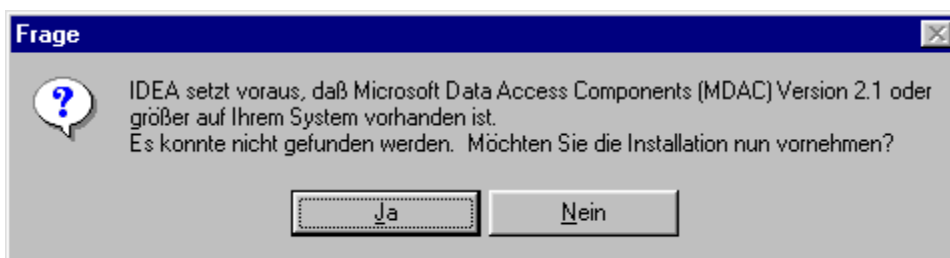 Frage
IDEA setzt voraus, daß Microsoft Data Access Components (MDAC) Version 2.1 oder
größer auf Ihrem System vorhanden ist.
Es konnte nicht gefunden werden.  Möchten Sie die Installation nun vornehmen?
Ja
Nein